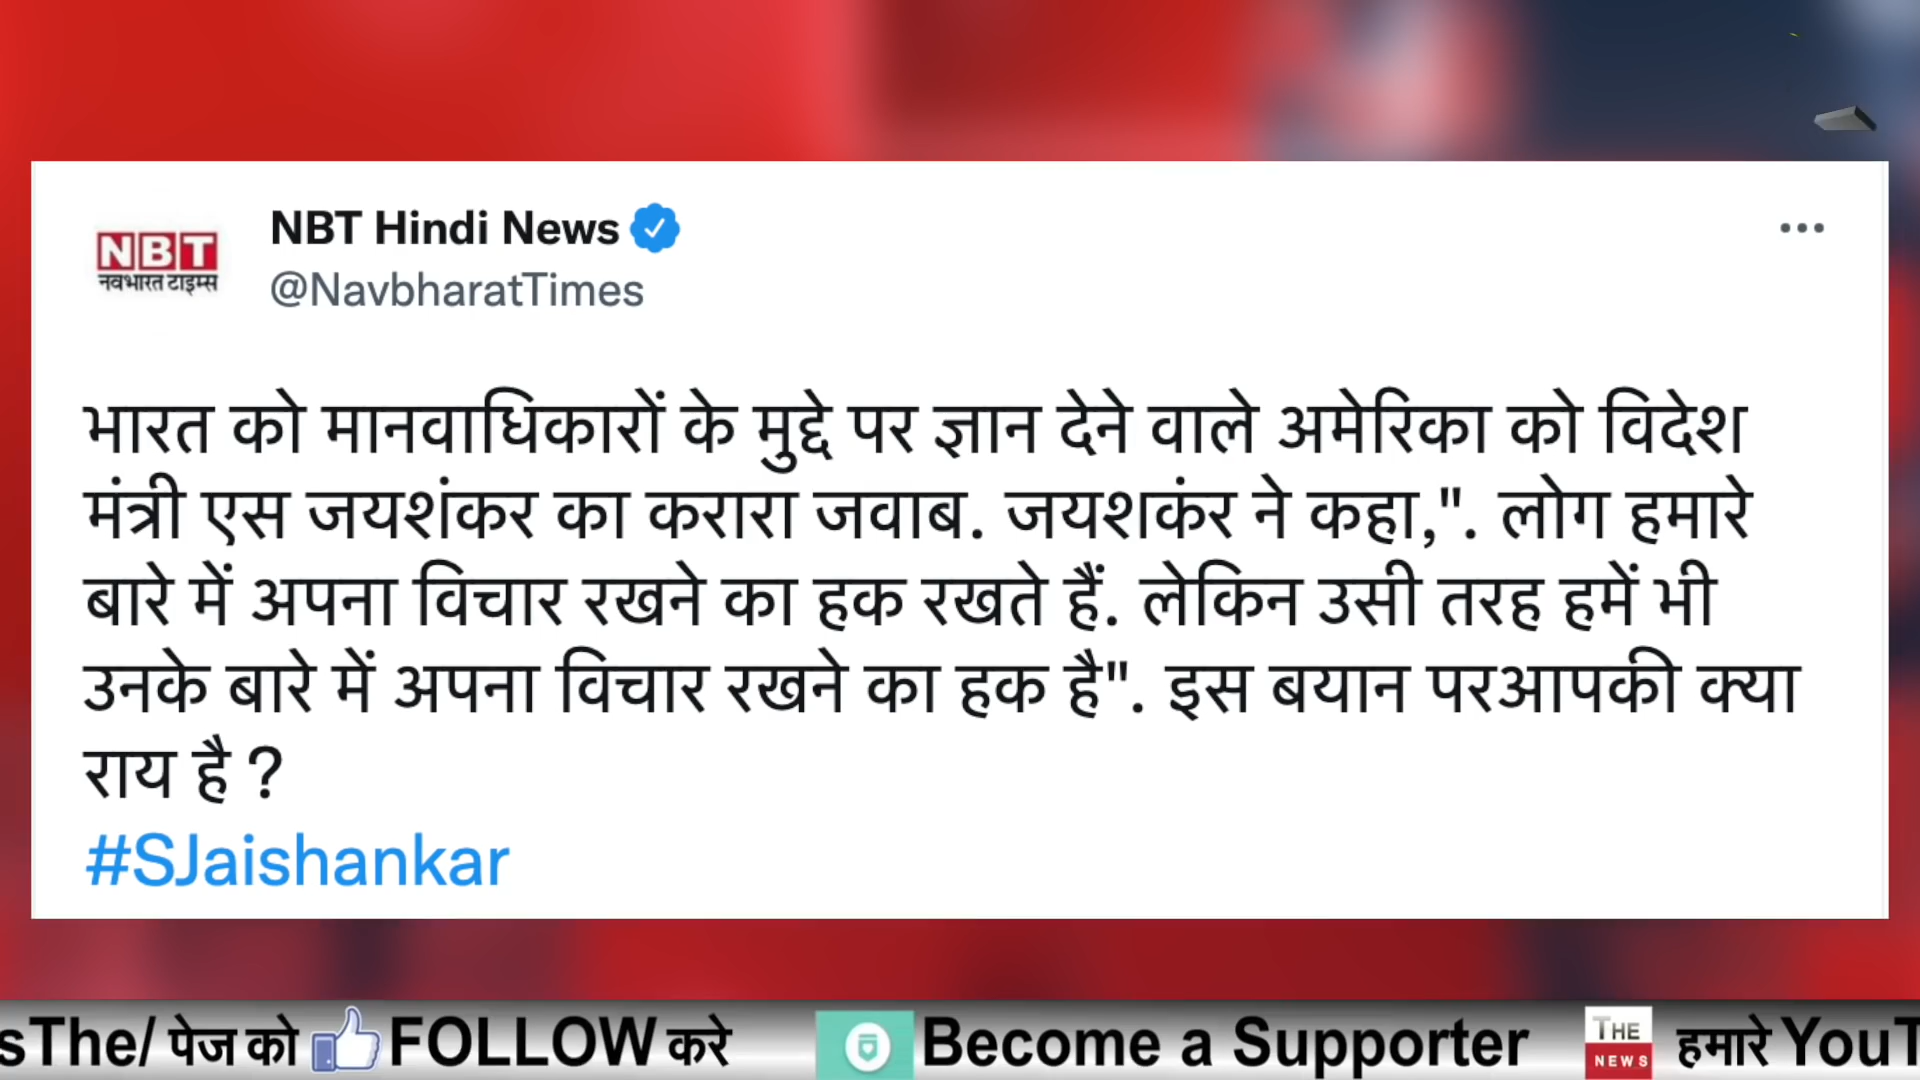 NBT
नवभारत टाइम्स
NBT Hindi News
@NavbharatTimes
भारत को मानवाधिकारों के मुद्दे पर ज्ञान देने वाले अमेरिका को विदेश
मंत्री एस जयशंकर का करारा जवाब. जयशकंर ने कहा,". लोग हमारे
बारे में अपना विचार रखने का हक रखते हैं. लेकिन उसी तरह हमें भी
उनके बारे में अपना विचार रखने का हक है". इस बयान परआपकी क्या
राय है ?
#SJaishankar
sThe/ पेज को FOLLOW करे Become a Supporter THE NEWS हमारे YouT